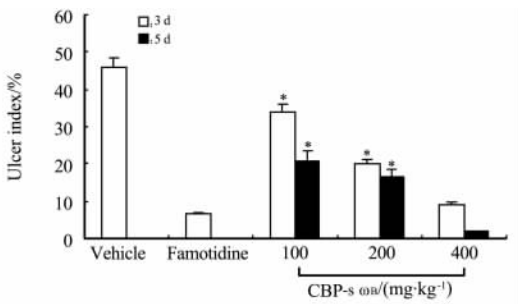 60
50
40
30
20
10
0
Ulcer index/%
3 d
5 d
*
*
*
*
Vehicle Famotidine 100 200 400
CBP-s ωB/(mg·kg⁻¹)